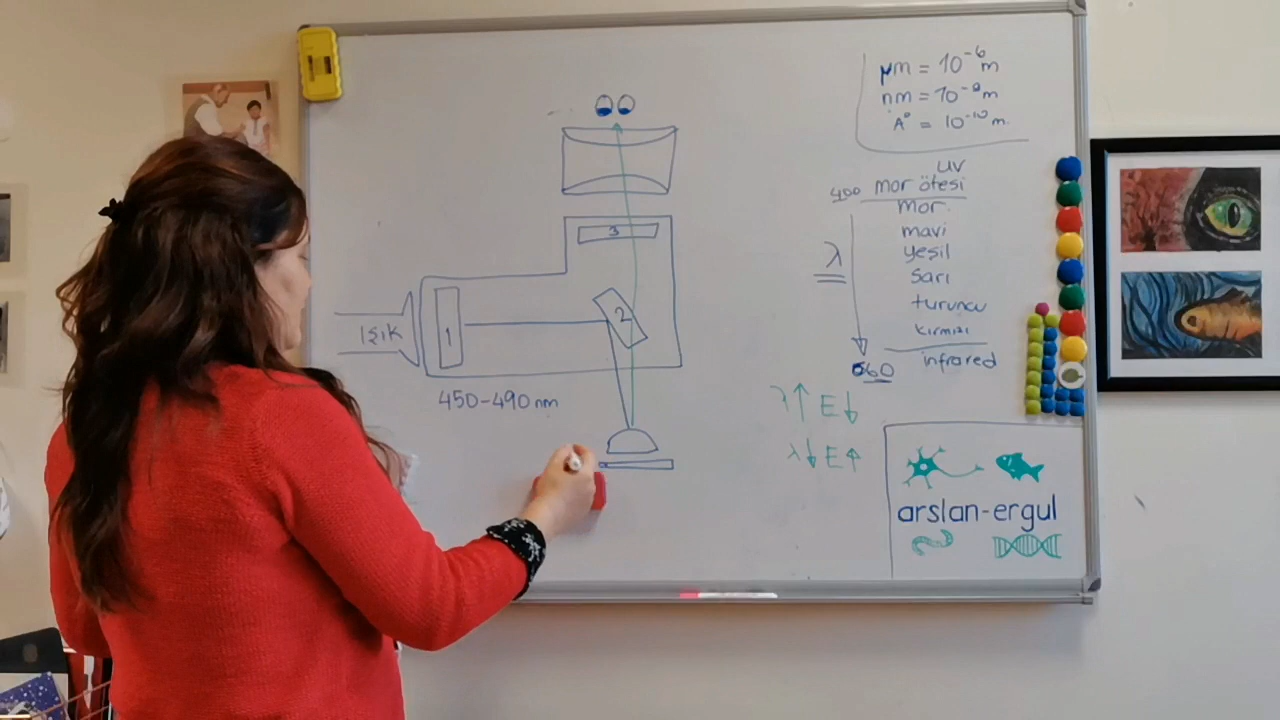 μm = 10⁻⁶ m
nm = 10⁻⁹ m
A° = 10⁻¹⁰ m.
UV
400 mor ötesi
mor
mavi
yeşil
λ
sarı
turuncu
kırmızı
660 infrared
3
2
1
Işık
450-490 nm
λ↑ E↓
λ↓ E↑
arslan-ergul